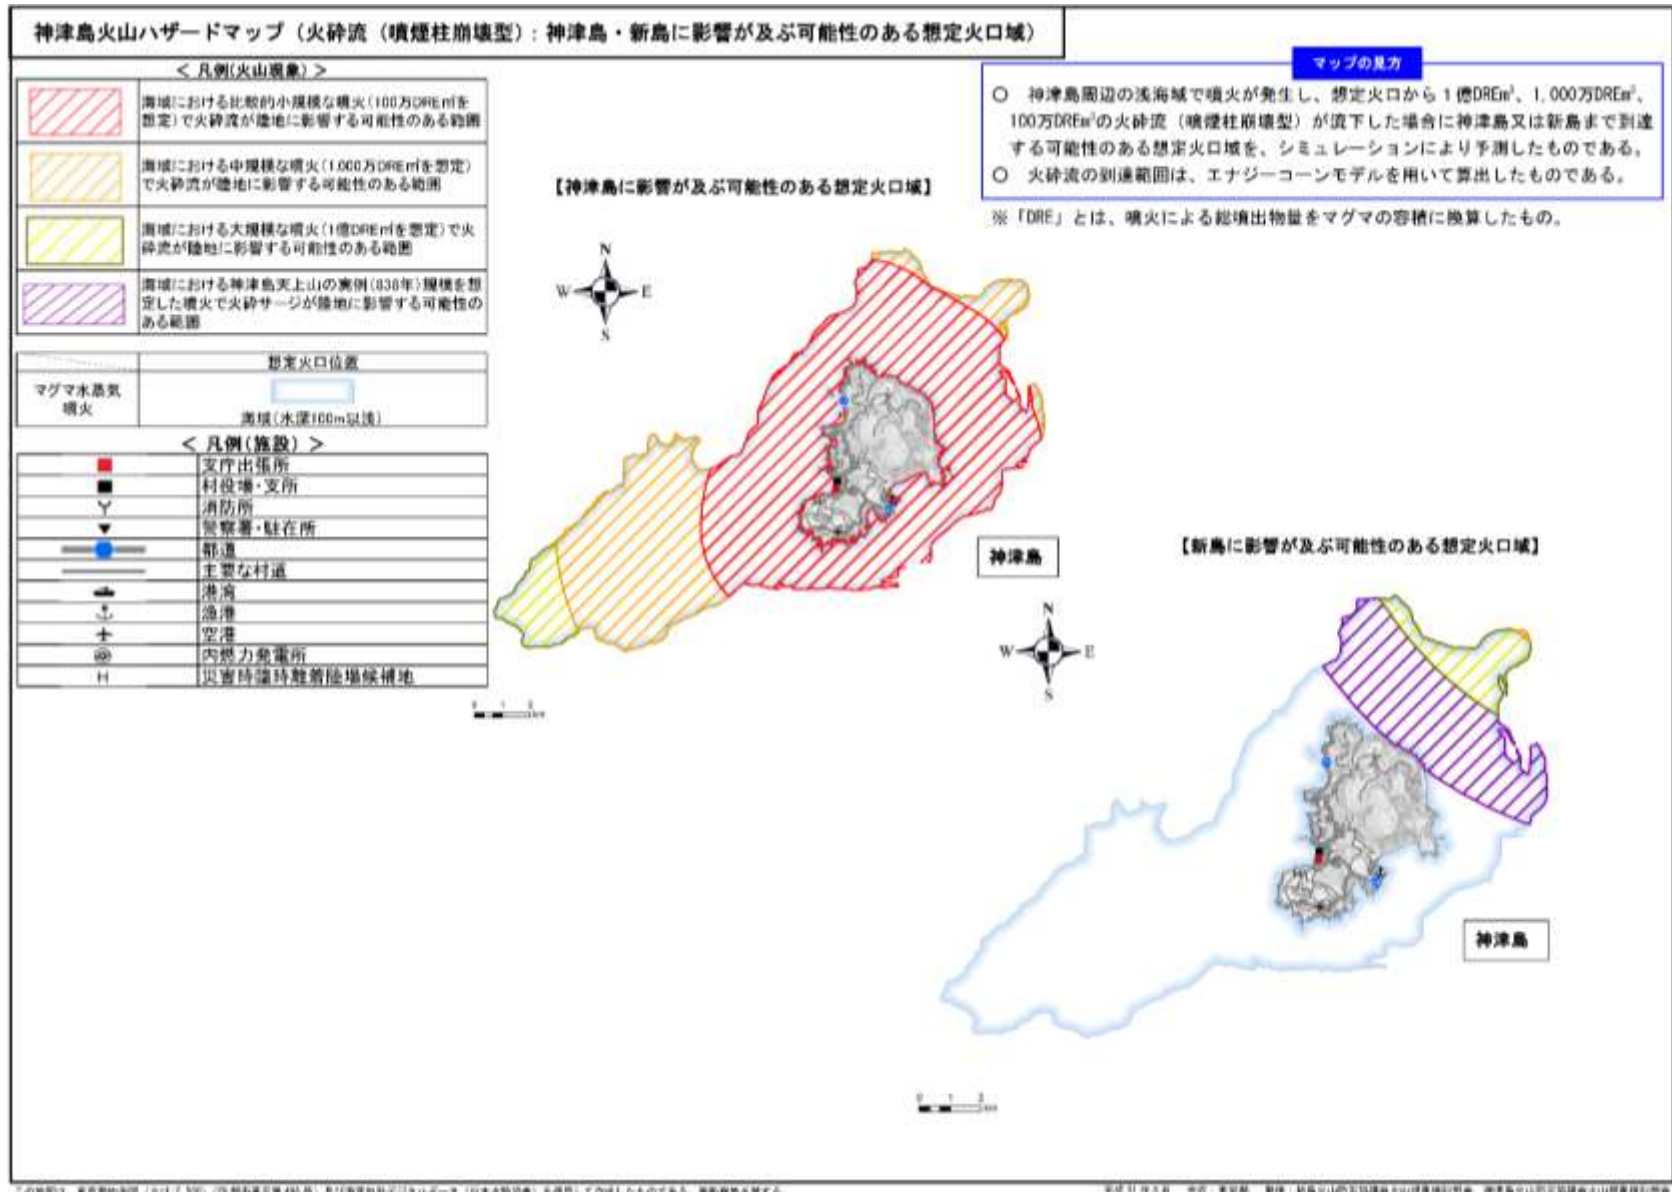 神津島火山ハザードマップ（火砕流（噴煙柱崩壊型）：神津島・新島に影響が及ぶ可能性のある想定火口域）
＜ 凡例(火山現象) ＞
海域における比較的小規模な噴火(100万DRE㎥を
想定)で火砕流が陸地に影響する可能性のある範囲
海域における中規模な噴火(1,000万DRE㎥を想定)
で火砕流が陸地に影響する可能性のある範囲
海域における大規模な噴火(1億DRE㎥を想定)で火
砕流が陸地に影響する可能性のある範囲
海域における神津島天上山の実例(838年)規模を想
定した噴火で火砕サージが陸地に影響する可能性の
ある範囲
想定火口位置
マグマ水蒸気
噴火
海域(水深100m以浅)
＜ 凡例(施設) ＞
支庁出張所
村役場・支所
消防所
警察署・駐在所
都道
主要な村道
港湾
漁港
空港
内燃力発電所
H 災害時臨時離着陸場候補地
マップの見方
○ 神津島周辺の浅海域で噴火が発生し、想定火口から１億DREm³、1,000万DREm³、
100万DREm³の火砕流（噴煙柱崩壊型）が流下した場合に神津島又は新島まで到達
する可能性のある想定火口域を、シミュレーションにより予測したものである。
○ 火砕流の到達範囲は、エナジーコーンモデルを用いて算出したものである。
※「DRE」とは、噴火による総噴出物量をマグマの容積に換算したもの。
【神津島に影響が及ぶ可能性のある想定火口域】
N
W E
S
神津島
0 1 2
km
【新島に影響が及ぶ可能性のある想定火口域】
N
W E
S
神津島
0 1 2
km